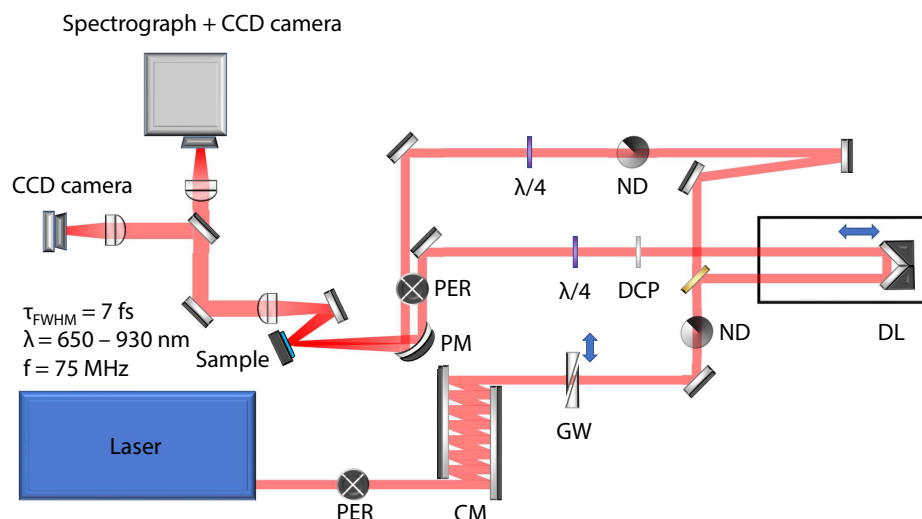 Spectrograph + CCD camera
CCD camera
λ/4
ND
PER
λ/4
DCP
DL
τFWHM = 7 fs
λ = 650 – 930 nm
f = 75 MHz
Sample
PM
ND
GW
Laser
PER
CM